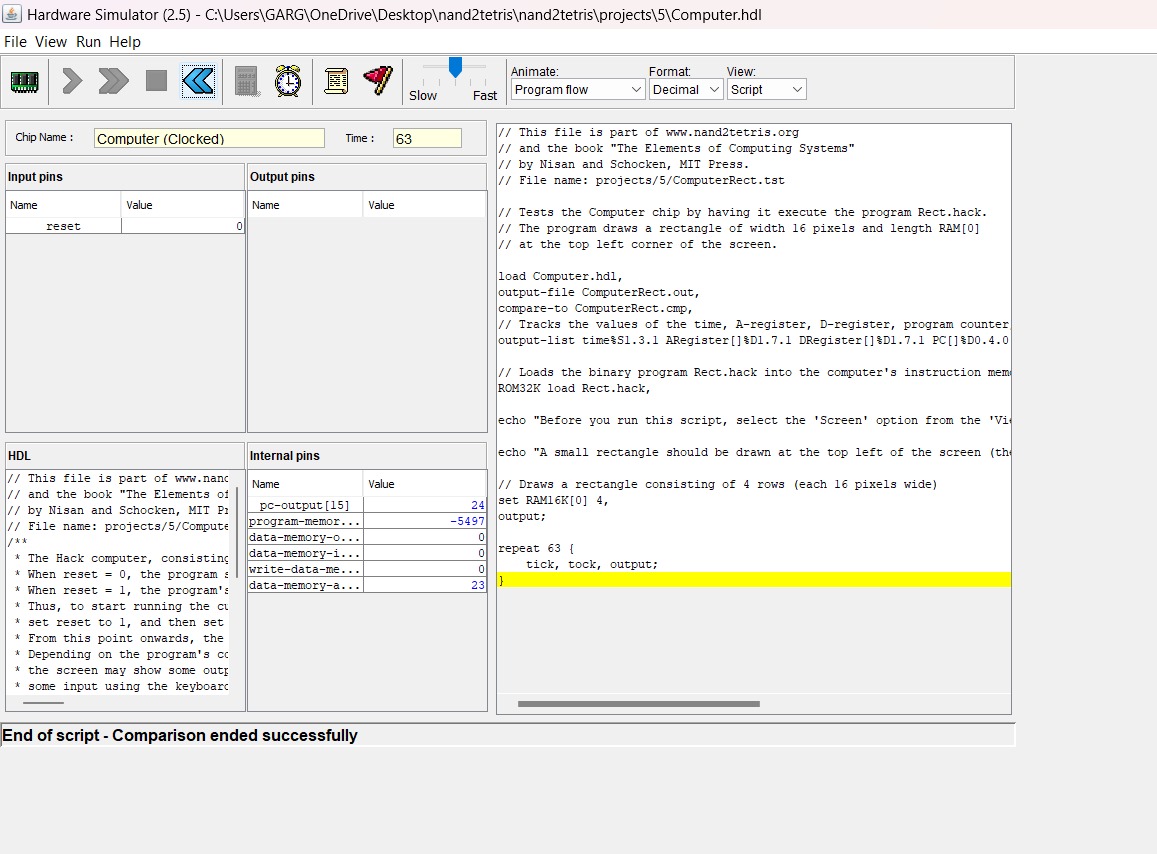 Hardware Simulator (2.5) - C:\Users\GARG\OneDrive\Desktop\nand2tetris\nand2tetris\projects\5\Computer.hdl
File View Run Help
Slow Fast
Animate: Format: View:
Program flow Decimal Script
Chip Name : Computer (Clocked) Time : 63
Input pins
Name Value
reset 0
Output pins
Name Value
HDL
// This file is part of www.nand
// and the book "The Elements of
// by Nisan and Schocken, MIT Pr
// File name: projects/5/Compute
/**
* The Hack computer, consisting
* When reset = 0, the program s
* When reset = 1, the program's
* Thus, to start running the cu
* set reset to 1, and then set
* From this point onwards, the
* Depending on the program's co
* the screen may show some outp
* some input using the keyboard
Internal pins
Name Value
pc-output[15] 24
program-memor... -5497
data-memory-o... 0
data-memory-i... 0
write-data-me... 0
data-memory-a... 23
// This file is part of www.nand2tetris.org
// and the book "The Elements of Computing Systems"
// by Nisan and Schocken, MIT Press.
// File name: projects/5/ComputerRect.tst
// Tests the Computer chip by having it execute the program Rect.hack.
// The program draws a rectangle of width 16 pixels and length RAM[0]
// at the top left corner of the screen.
load Computer.hdl,
output-file ComputerRect.out,
compare-to ComputerRect.cmp,
// Tracks the values of the time, A-register, D-register, program counter,
output-list time%S1.3.1 ARegister[]%D1.7.1 DRegister[]%D1.7.1 PC[]%D0.4.0
// Loads the binary program Rect.hack into the computer's instruction mem
ROM32K load Rect.hack,
echo "Before you run this script, select the 'Screen' option from the 'Vie
echo "A small rectangle should be drawn at the top left of the screen (the
// Draws a rectangle consisting of 4 rows (each 16 pixels wide)
set RAM16K[0] 4,
output;
repeat 63 {
tick, tock, output;
}
End of script - Comparison ended successfully